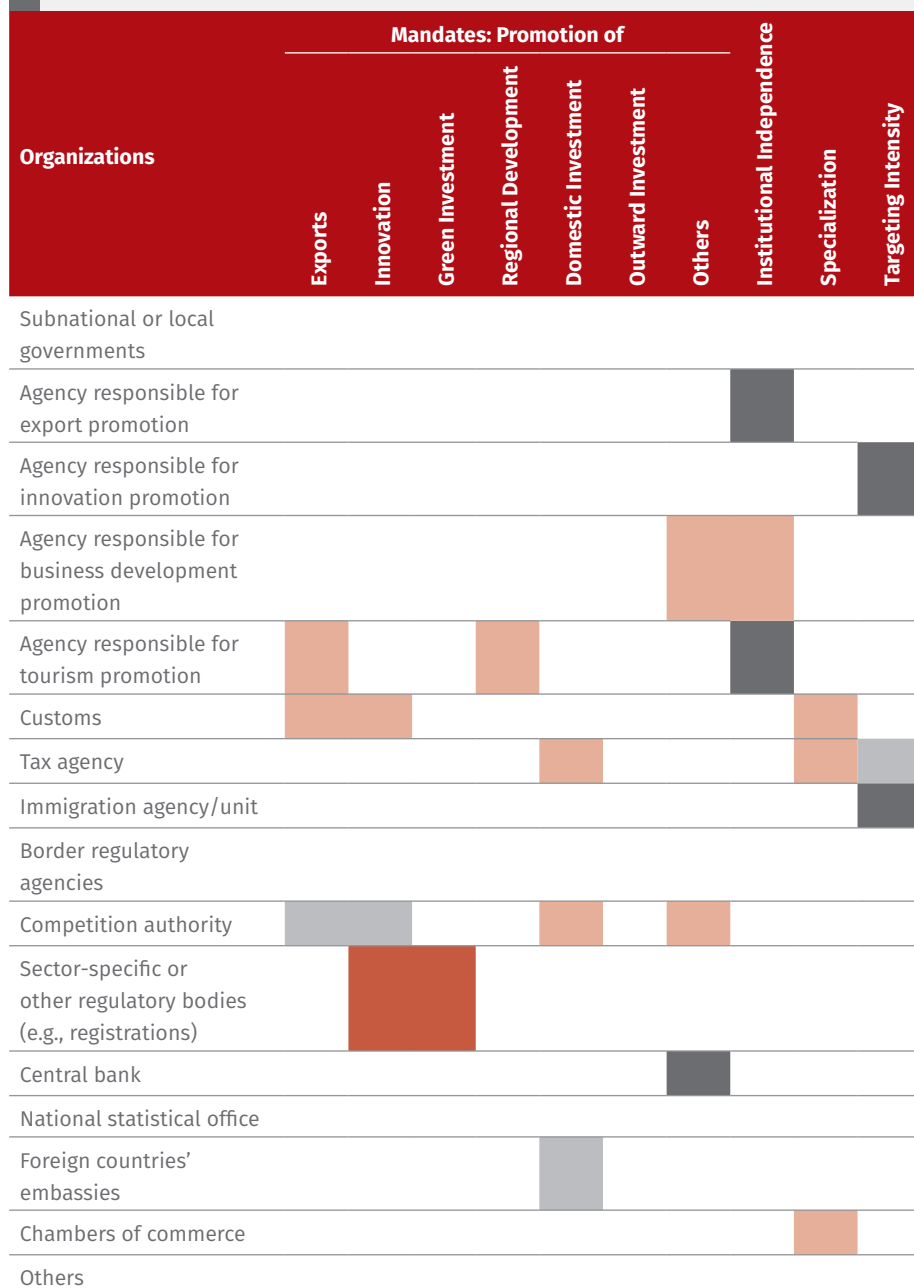 Mandates: Promotion of
Organizations
Exports
Innovation
Green Investment
Regional Development
Domestic Investment
Outward Investment
Others
Institutional Independence
Specialization
Targeting Intensity
Subnational or local
governments
Agency responsible for
export promotion
Agency responsible for
innovation promotion
Agency responsible for
business development
promotion
Agency responsible for
tourism promotion
Customs
Tax agency
Immigration agency/unit
Border regulatory
agencies
Competition authority
Sector-specific or
other regulatory bodies
(e.g., registrations)
Central bank
National statistical office
Foreign countries’
embassies
Chambers of commerce
Others